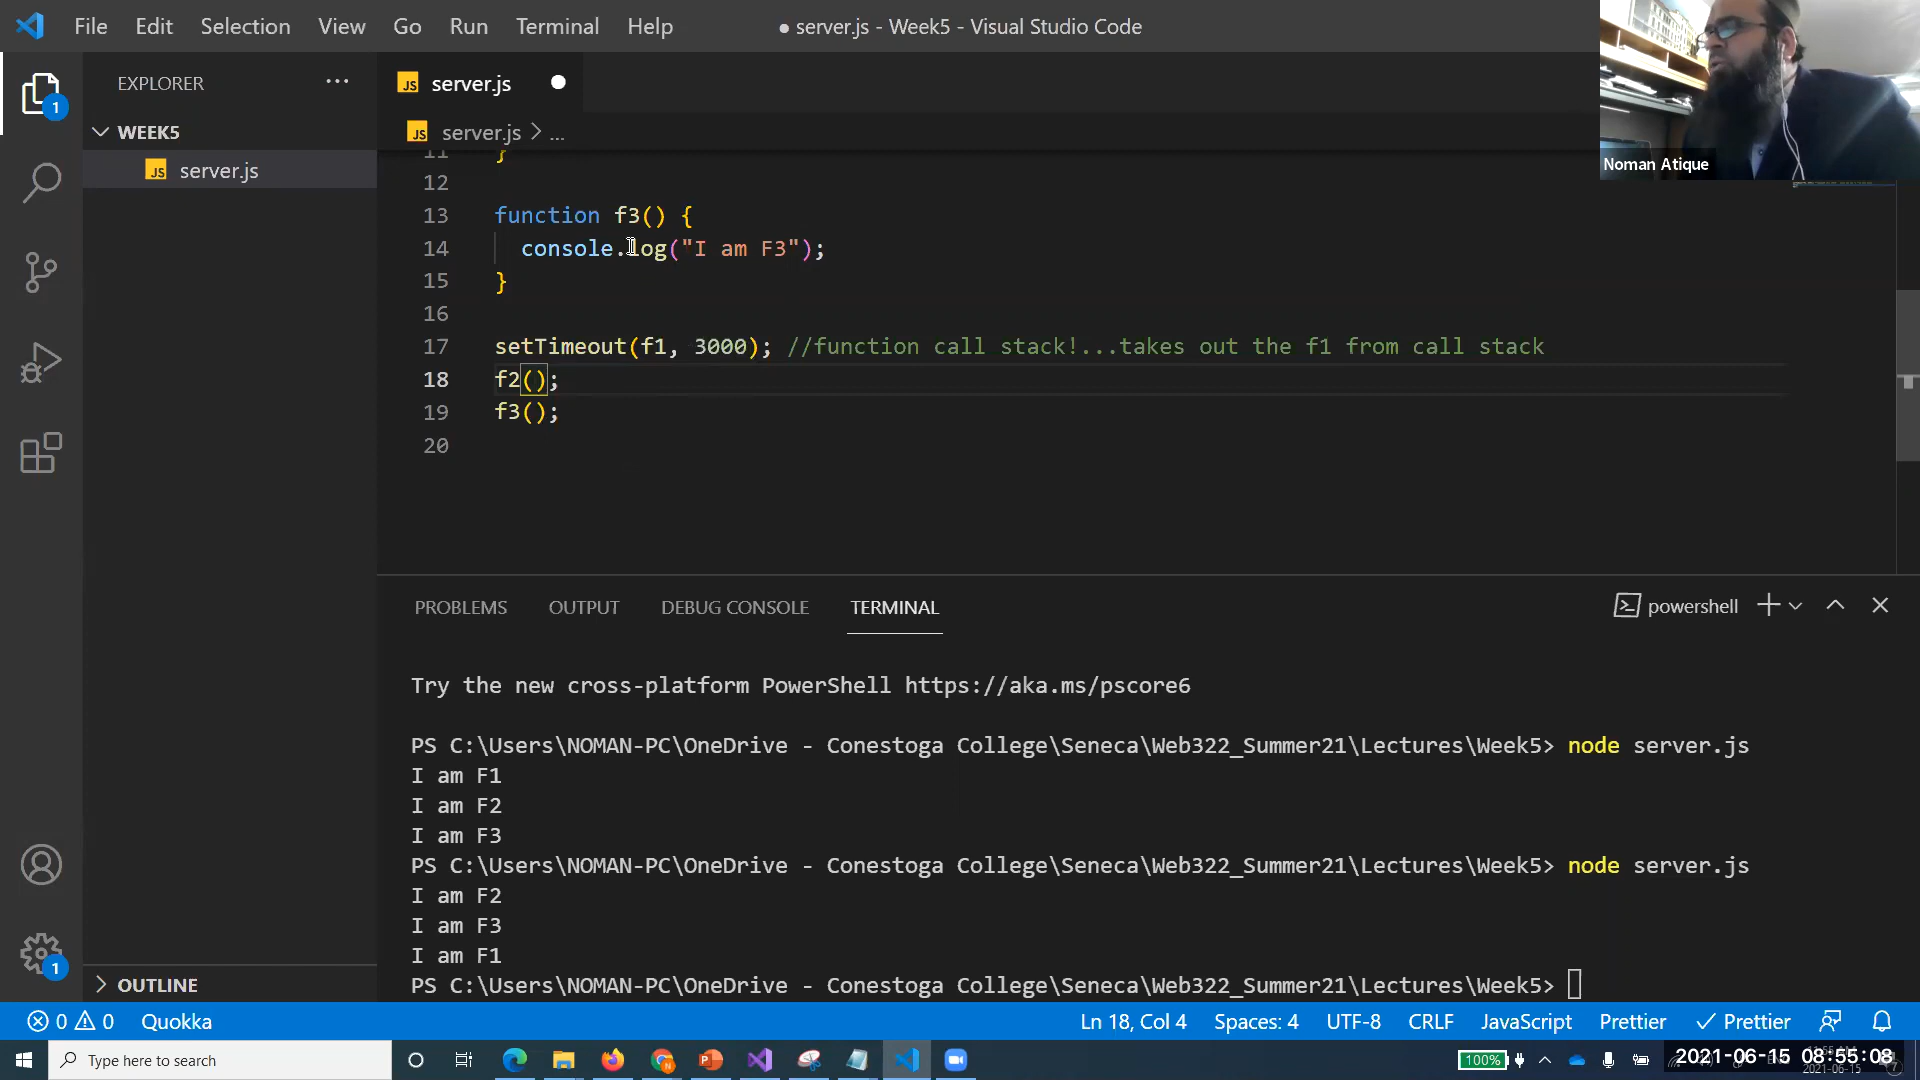 File Edit Selection View Go Run Terminal Help
● server.js - Week5 - Visual Studio Code
Noman Atique
EXPLORER ...
WEEK5
JS server.js
JS server.js ●
JS server.js > ...
11 }
12
13 function f3() {
14 console.log("I am F3");
15 }
16
17 setTimeout(f1, 3000); //function call stack!...takes out the f1 from call stack
18 f2();
19 f3();
20
PROBLEMS OUTPUT DEBUG CONSOLE TERMINAL
powershell
Try the new cross-platform PowerShell https://aka.ms/pscore6
PS C:\Users\NOMAN-PC\OneDrive - Conestoga College\Seneca\Web322_Summer21\Lectures\Week5> node server.js
I am F1
I am F2
I am F3
PS C:\Users\NOMAN-PC\OneDrive - Conestoga College\Seneca\Web322_Summer21\Lectures\Week5> node server.js
I am F2
I am F3
I am F1
PS C:\Users\NOMAN-PC\OneDrive - Conestoga College\Seneca\Web322_Summer21\Lectures\Week5>
1
1
OUTLINE
0 0 Quokka
Ln 18, Col 4 Spaces: 4 UTF-8 CRLF JavaScript Prettier ✓ Prettier
Type here to search
100%
2021-06-15 08:55:08